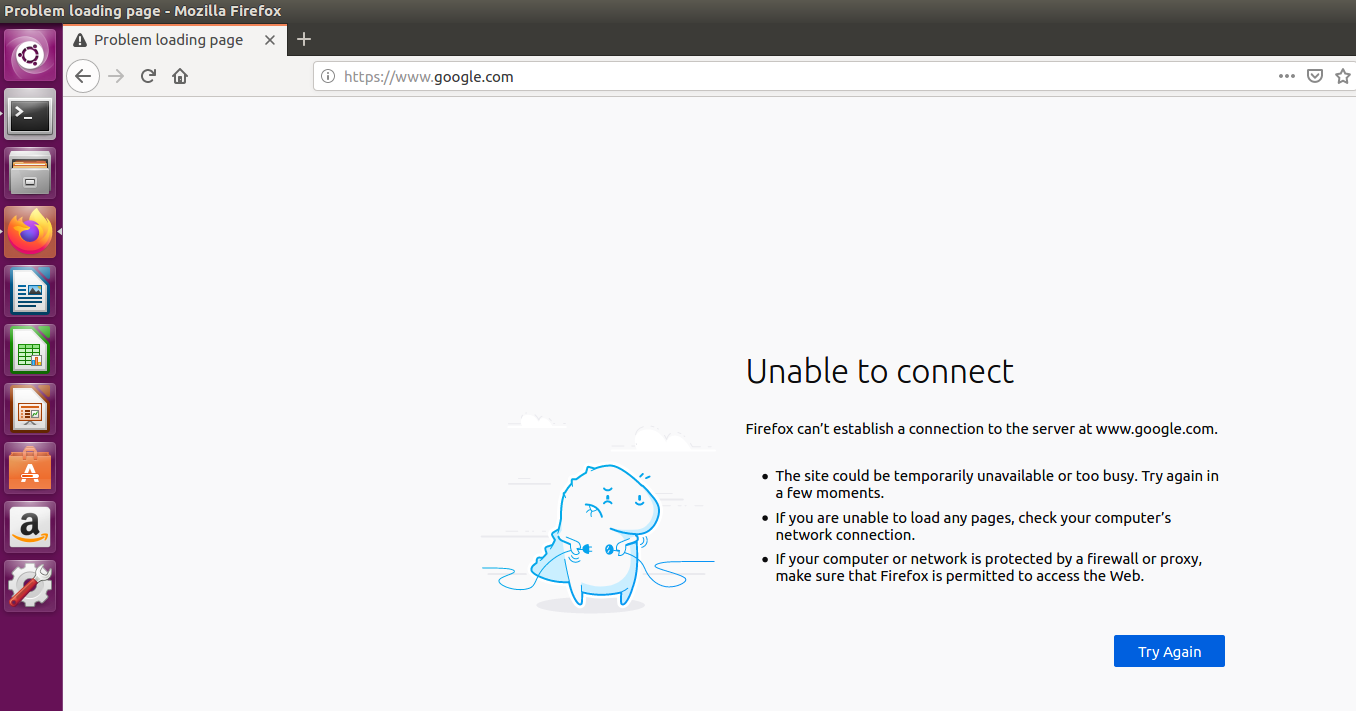 Problem loading page - Mozilla Firefox
Problem loading page
https://www.google.com
Unable to connect
Firefox can’t establish a connection to the server at www.google.com.
• The site could be temporarily unavailable or too busy. Try again in
a few moments.
• If you are unable to load any pages, check your computer’s
network connection.
• If your computer or network is protected by a firewall or proxy,
make sure that Firefox is permitted to access the Web.
Try Again